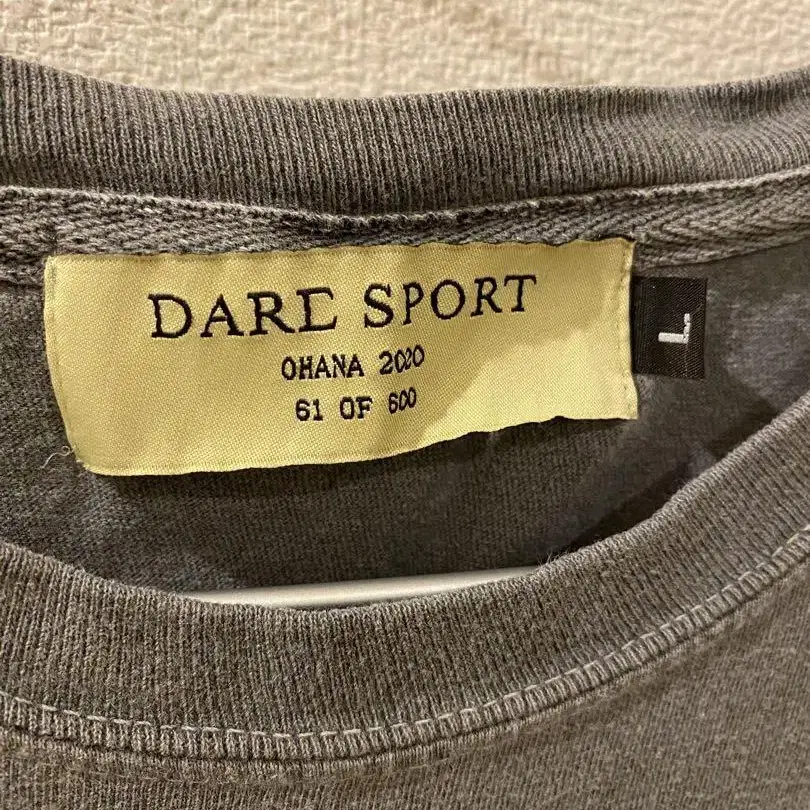 DARE SPORT
OHANA 2020
61 OF 600
L